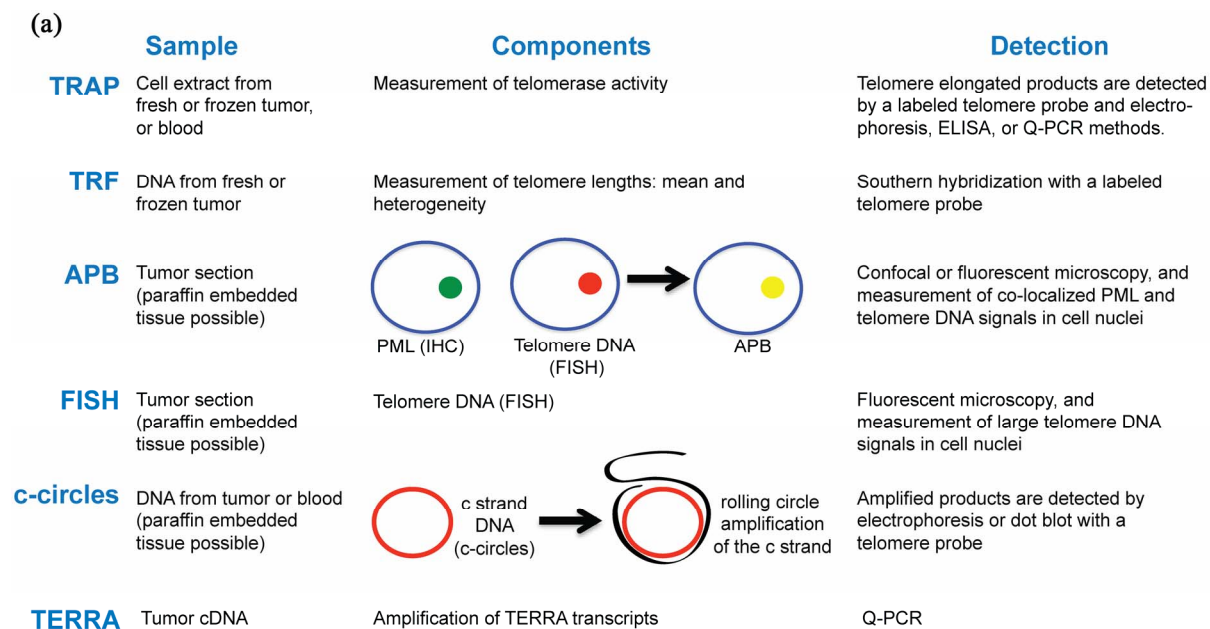 (a)
Sample Components Detection
TRAP Cell extract from Measurement of telomerase activity Telomere elongated products are detected
fresh or frozen tumor, by a labeled telomere probe and electro-
or blood phoresis, ELISA, or Q-PCR methods.
TRF DNA from fresh or Measurement of telomere lengths: mean and Southern hybridization with a labeled
frozen tumor heterogeneity telomere probe
APB Tumor section Confocal or fluorescent microscopy, and
(paraffin embedded measurement of co-localized PML and
tissue possible) telomere DNA signals in cell nuclei
PML (IHC) Telomere DNA APB
(FISH)
FISH Tumor section Telomere DNA (FISH) Fluorescent microscopy, and
(paraffin embedded measurement of large telomere DNA
tissue possible) signals in cell nuclei
c-circles DNA from tumor or blood c strand rolling circle Amplified products are detected by
(paraffin embedded DNA amplification electrophoresis or dot blot with a
tissue possible) (c-circles) of the c strand telomere probe
TERRA Tumor cDNA Amplification of TERRA transcripts Q-PCR